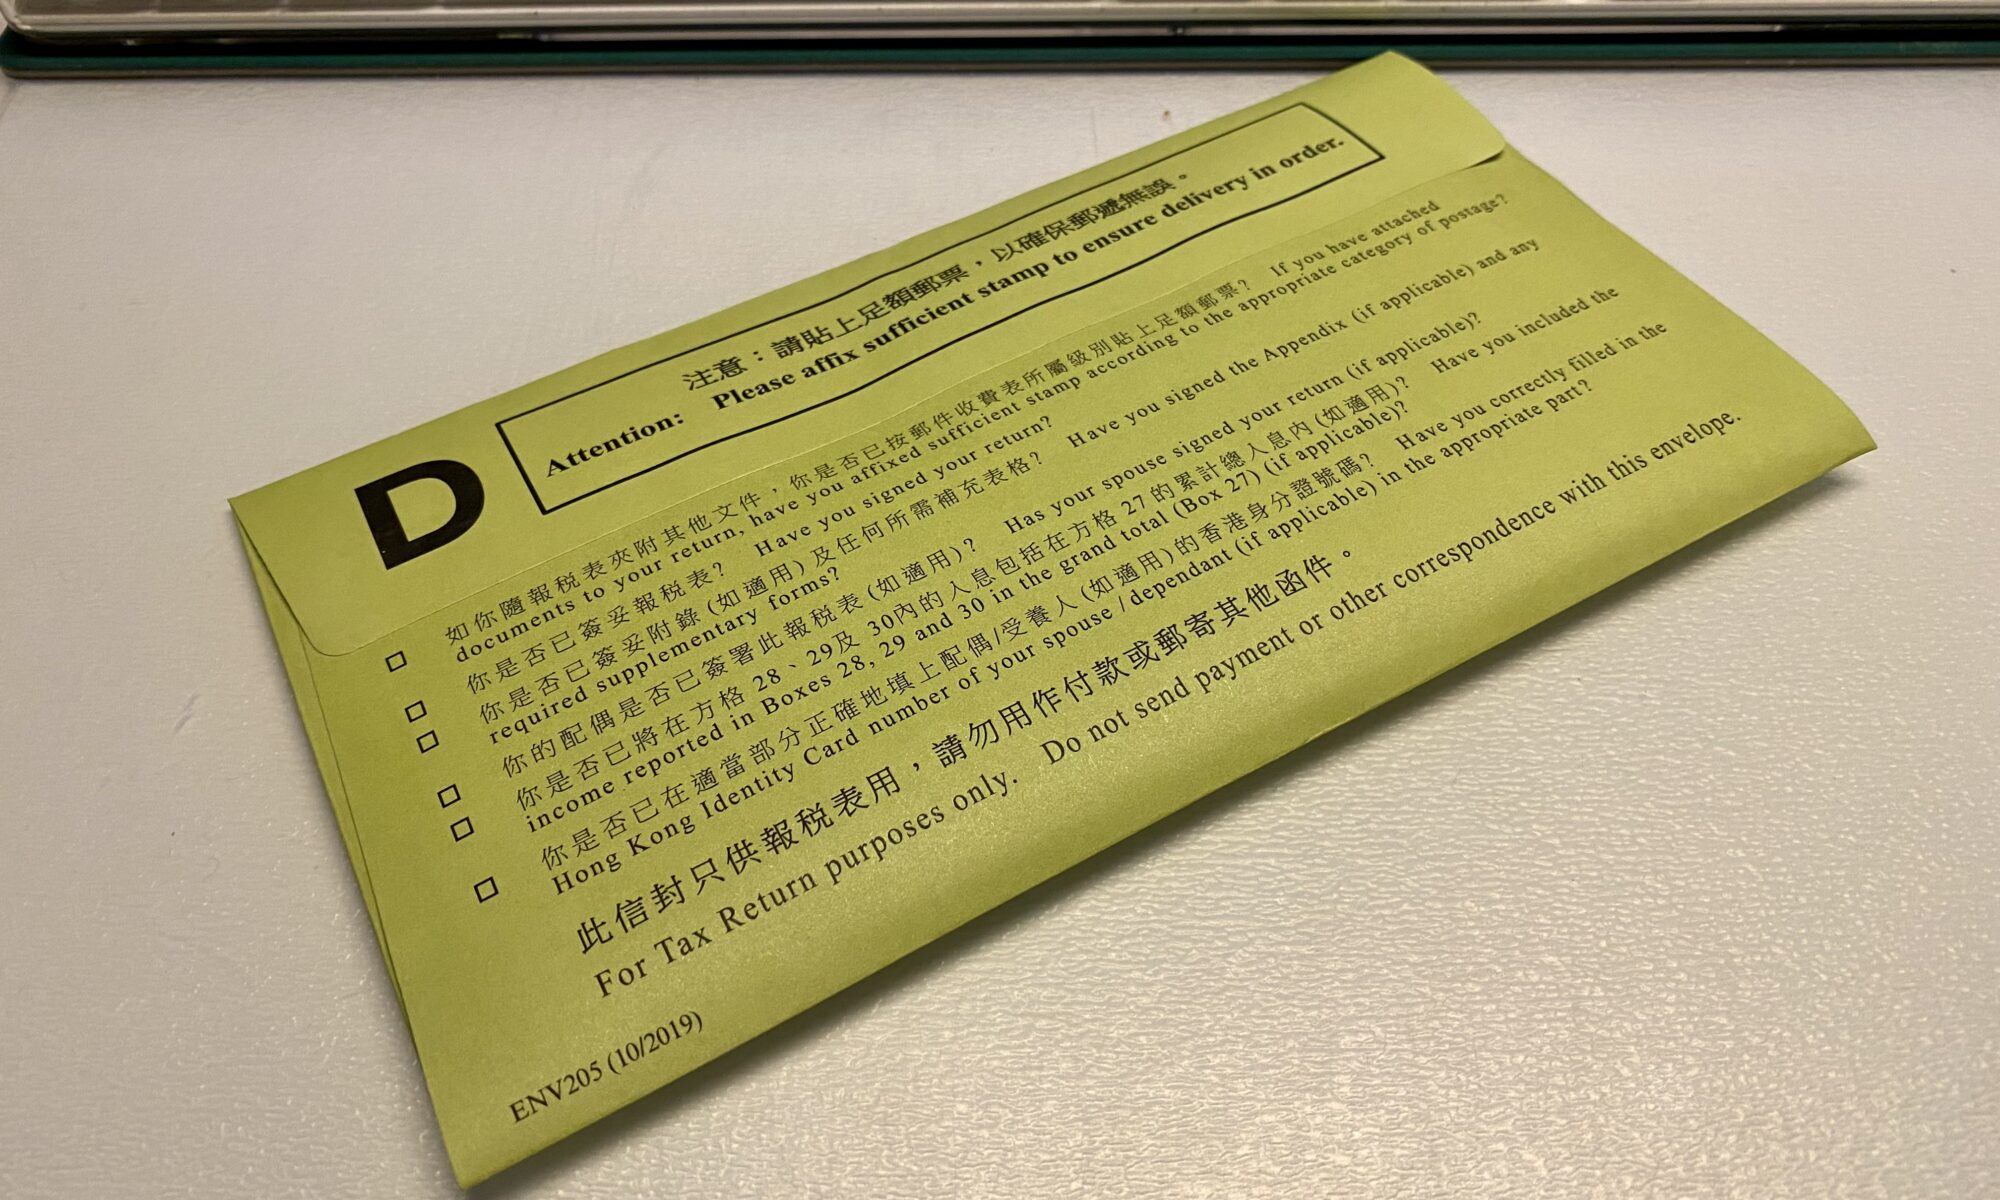 D
注意：請貼上足額郵票，以確保郵遞無誤。
Attention: Please affix sufficient stamp to ensure delivery in order.
□ 如你隨報稅表夾附其他文件，你是否已按郵件收費表所屬級別貼上足額郵票？ If you have attached
documents to your return, have you affixed sufficient stamp according to the appropriate category of postage?
□ 你是否已簽妥報稅表？ Have you signed your return?
□ 你是否已簽妥附錄(如適用)及任何所需補充表格？ Have you signed the Appendix (if applicable) and any
required supplementary forms?
□ 你的配偶是否已簽署此報稅表(如適用)？ Has your spouse signed your return (if applicable)?
□ 你是否已將在方格 28、29及 30內的入息包括在方格 27 的累計總入息內(如適用)？ Have you included the
income reported in Boxes 28, 29 and 30 in the grand total (Box 27) (if applicable)?
□ 你是否已在適當部分正確地填上配偶/受養人(如適用)的香港身分證號碼？ Have you correctly filled in the
Hong Kong Identity Card number of your spouse / dependant (if applicable) in the appropriate part?
此信封只供報稅表用，請勿用作付款或郵寄其他函件。
For Tax Return purposes only. Do not send payment or other correspondence with this envelope.
ENV205 (10/2019)